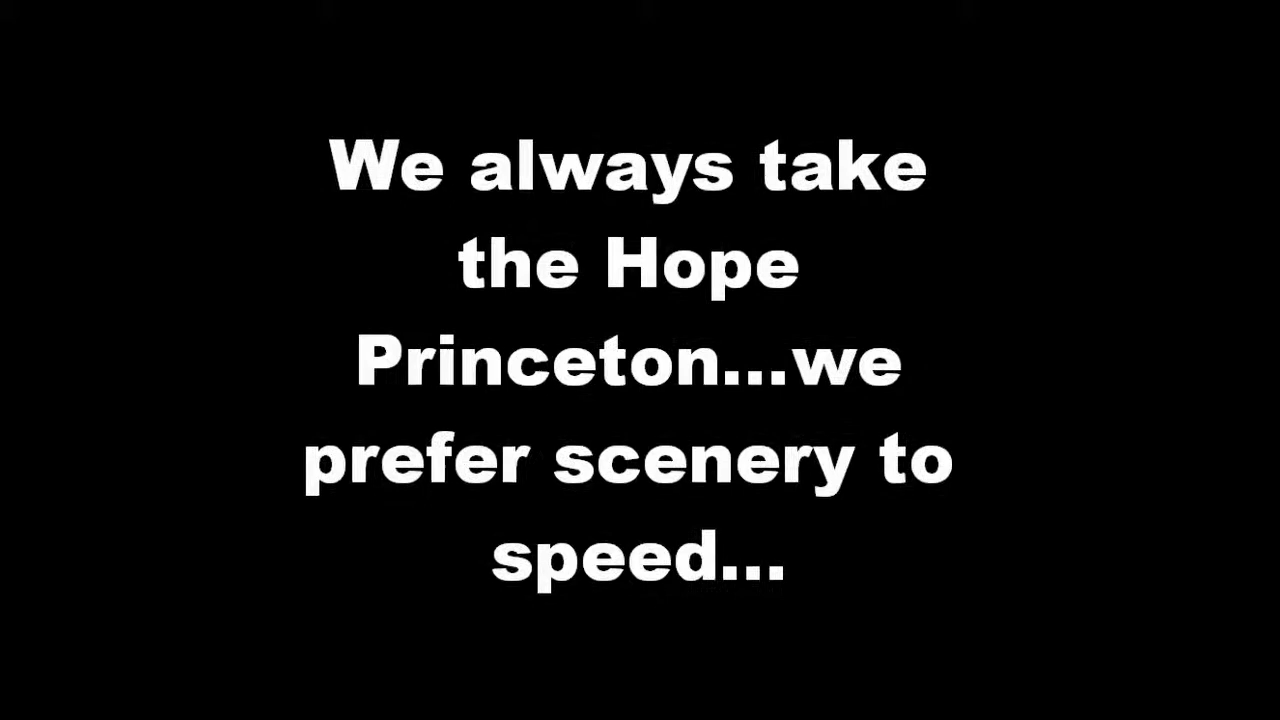 We always take
the Hope
Princeton...we
prefer scenery to
speed...